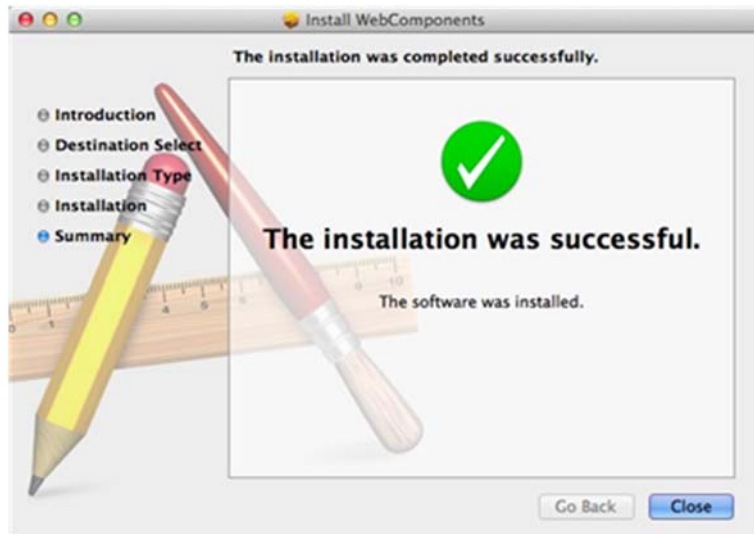 Install WebComponents
The installation was completed successfully.
Introduction
Destination Select
Installation Type
Installation
Summary
The installation was successful.
The software was installed.
Go Back
Close